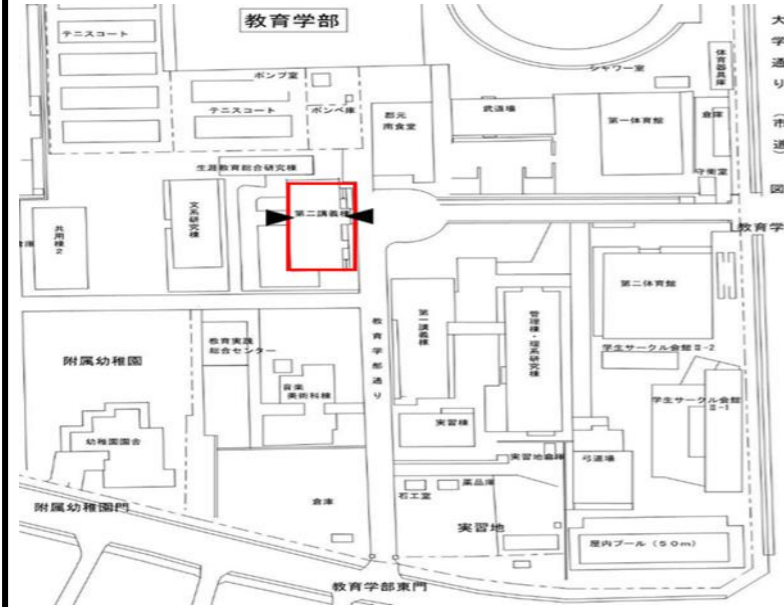 教育学部
テニスコート
ポンプ室
シャワー室
体育器具庫
大学通り（市道）
テニスコート
ボンベ庫
郡元
南食堂
武道場
第一体育館
倉庫
守衛室
生涯教育総合研究棟
図
共用棟2
文系研究棟
第二講義棟
教育学
第二体育館
第一講義棟
管理棟・理系研究棟
教育学部通り
教育実践
総合センター
附属幼稚園
音楽
美術科棟
学生サークル会館Ⅱ-2
学生サークル会館
Ⅱ-1
幼稚園園舎
実習棟
実習地倉庫
弓道場
薬品庫
石工室
倉庫
附属幼稚園門
実習地
屋内プール（50m）
教育学部東門